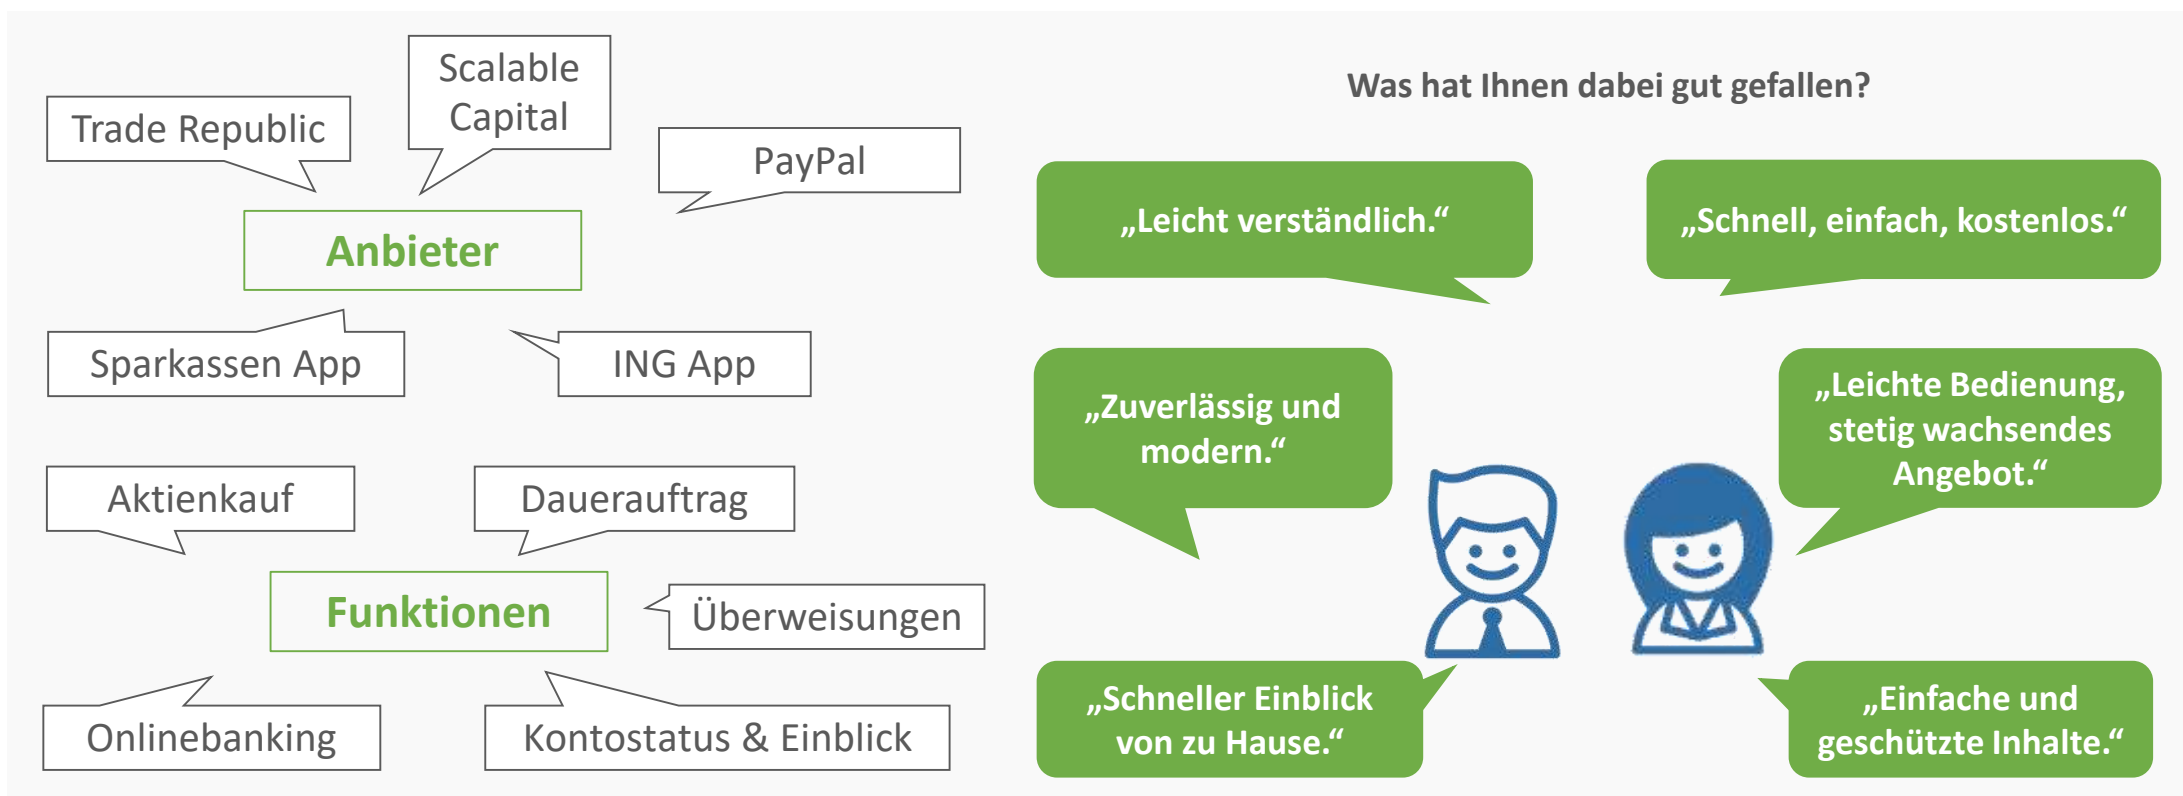 Trade Republic
Scalable
Capital
PayPal
Anbieter
Sparkassen App
ING App
Aktienkauf
Dauerauftrag
Funktionen
Überweisungen
Onlinebanking
Kontostatus & Einblick
Was hat Ihnen dabei gut gefallen?
„Leicht verständlich.“
„Schnell, einfach, kostenlos.“
„Zuverlässig und
modern.“
„Leichte Bedienung,
stetig wachsendes
Angebot.“
„Schneller Einblick
von zu Hause.“
„Einfache und
geschützte Inhalte.“